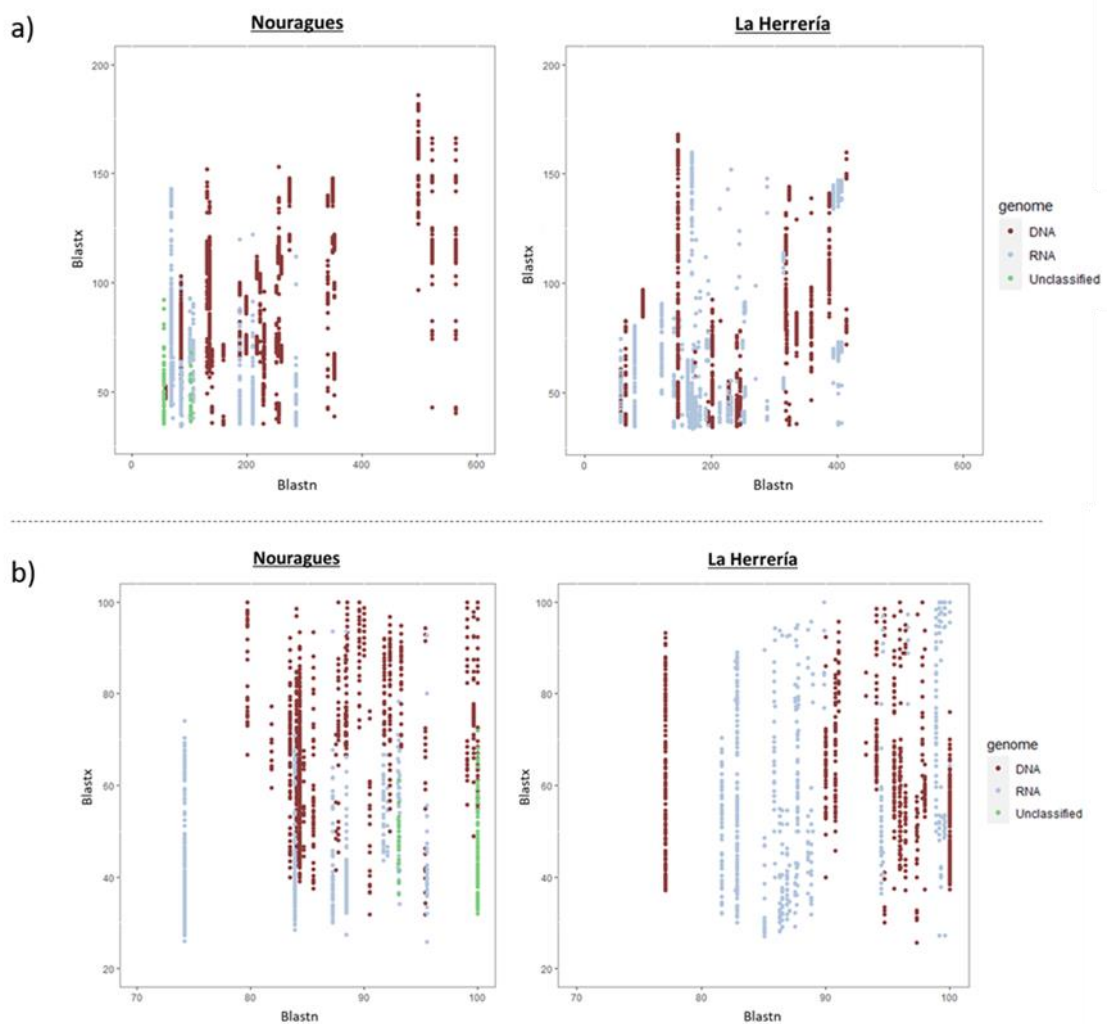 a)
Nouragues
La Herrería
200
150
100
50
Blastx
0
200
400
600
Blastn
200
150
100
50
Blastx
0
200
400
600
Blastn
genome
DNA
RNA
Unclassified
b)
Nouragues
La Herrería
100
80
60
40
20
Blastx
70
80
90
100
Blastn
100
80
60
40
20
Blastx
70
80
90
100
Blastn
genome
DNA
RNA
Unclassified